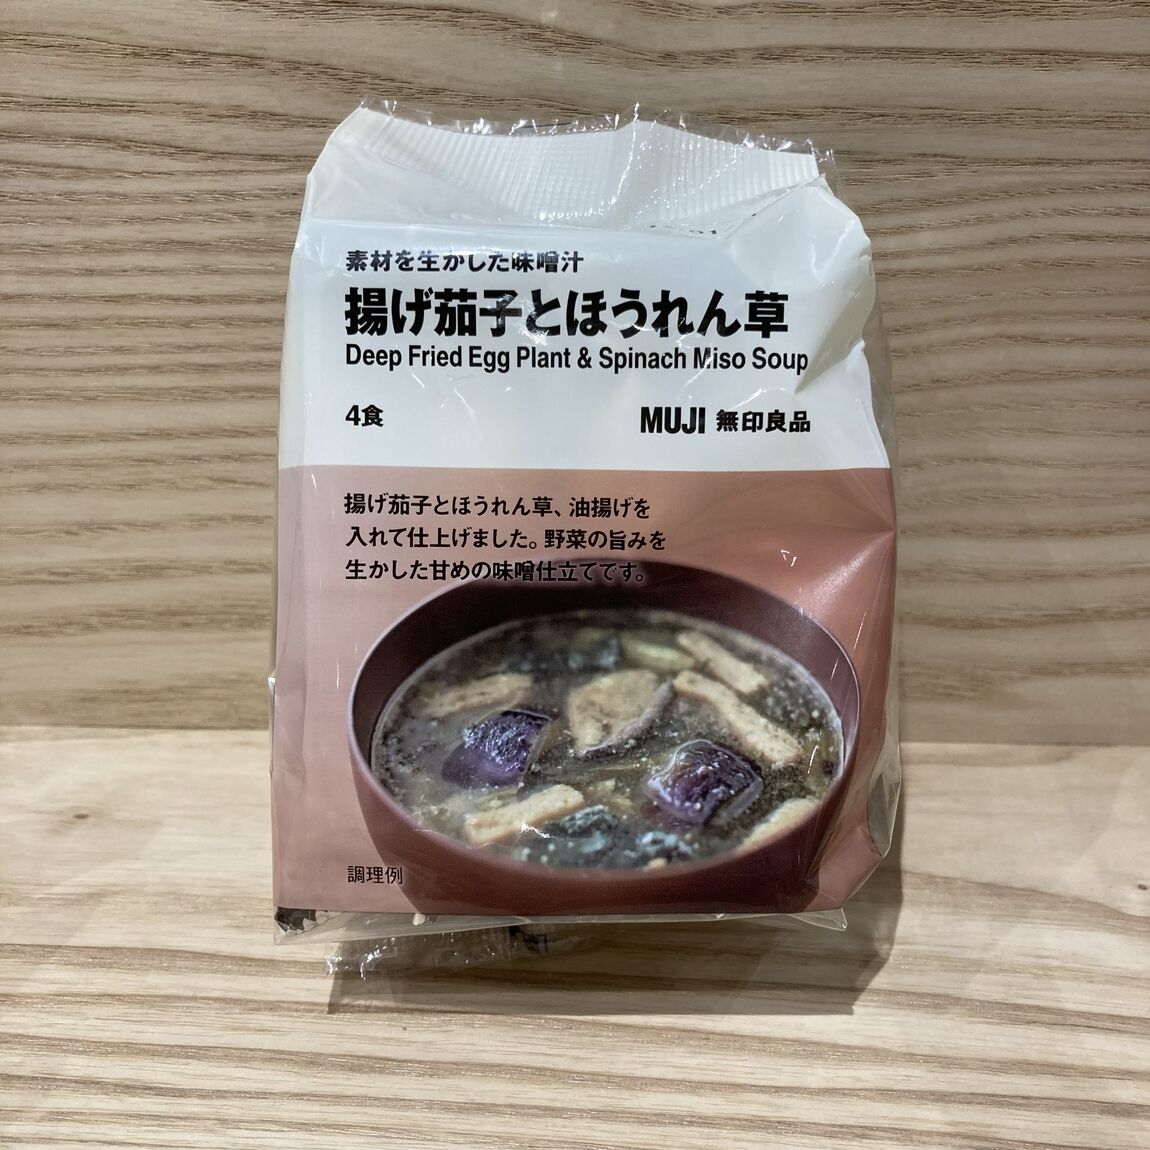 素材を生かした味噌汁
揚げ茄子とほうれん草
Deep Fried Egg Plant & Spinach Miso Soup
4食
MUJI 無印良品
揚げ茄子とほうれん草、油揚げを
入れて仕上げました。野菜の旨みを
生かした甘めの味噌仕立てです。
調理例